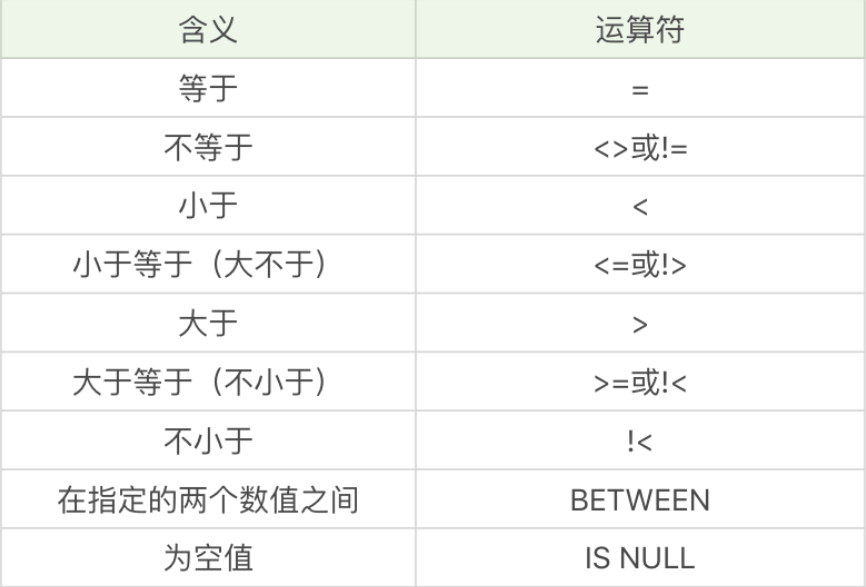 含义 运算符
等于 =
不等于 <>或!=
小于 <
小于等于（大不于） <=或!>
大于 >
大于等于（不小于） >=或!<
不小于 !<
在指定的两个数值之间 BETWEEN
为空值 IS NULL